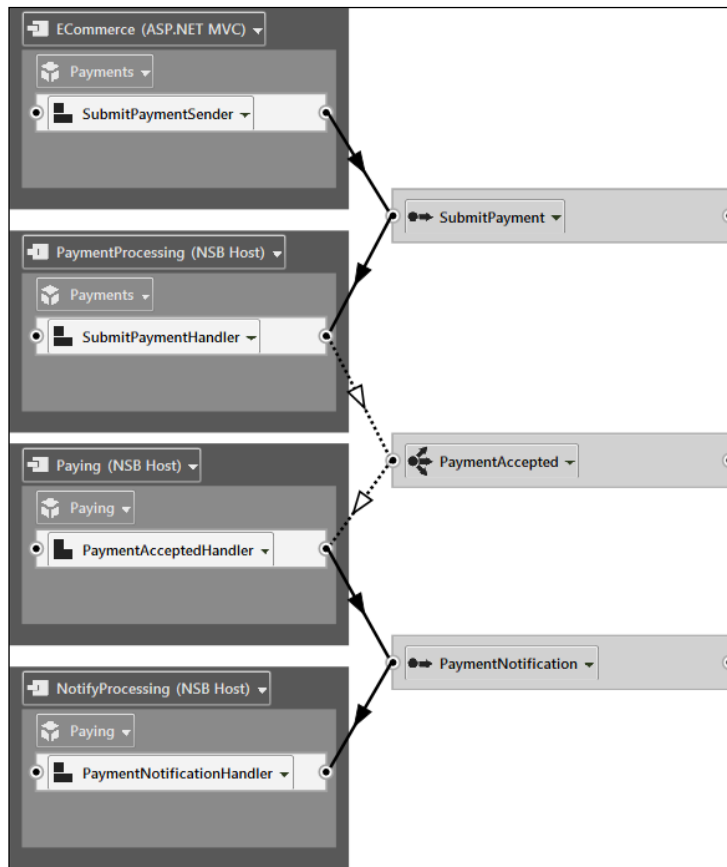 ECommerce (ASP.NET MVC)
Payments
SubmitPaymentSender
SubmitPayment
PaymentProcessing (NSB Host)
Payments
SubmitPaymentHandler
PaymentAccepted
Paying (NSB Host)
Paying
PaymentAcceptedHandler
PaymentNotification
NotifyProcessing (NSB Host)
Paying
PaymentNotificationHandler